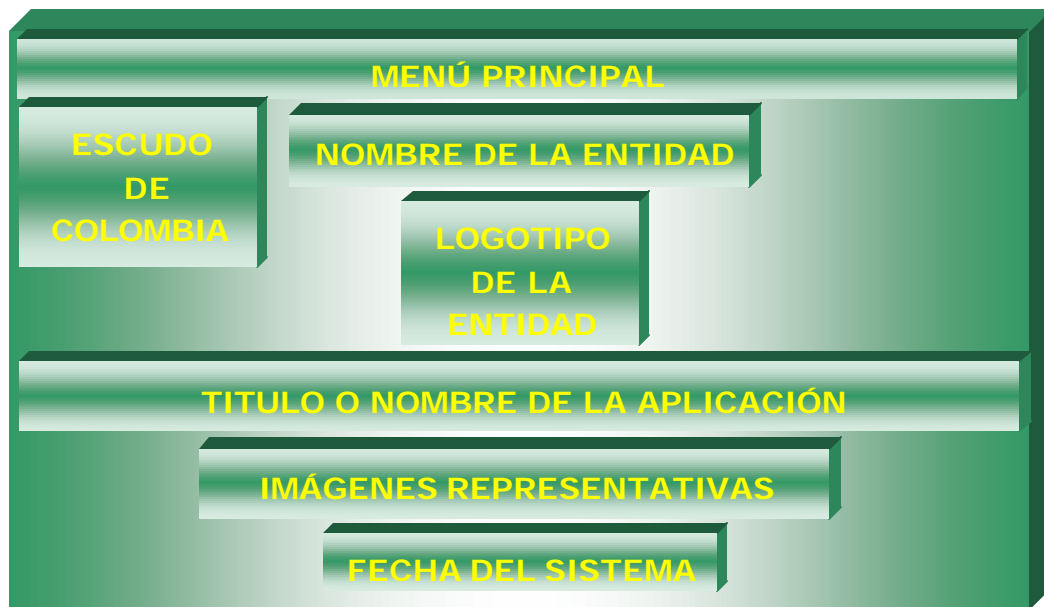 MENÚ PRINCIPAL
ESCUDO
DE
COLOMBIA
NOMBRE DE LA ENTIDAD
LOGOTIPO
DE LA
ENTIDAD
TITULO O NOMBRE DE LA APLICACIÓN
IMÁGENES REPRESENTATIVAS
FECHA DEL SISTEMA